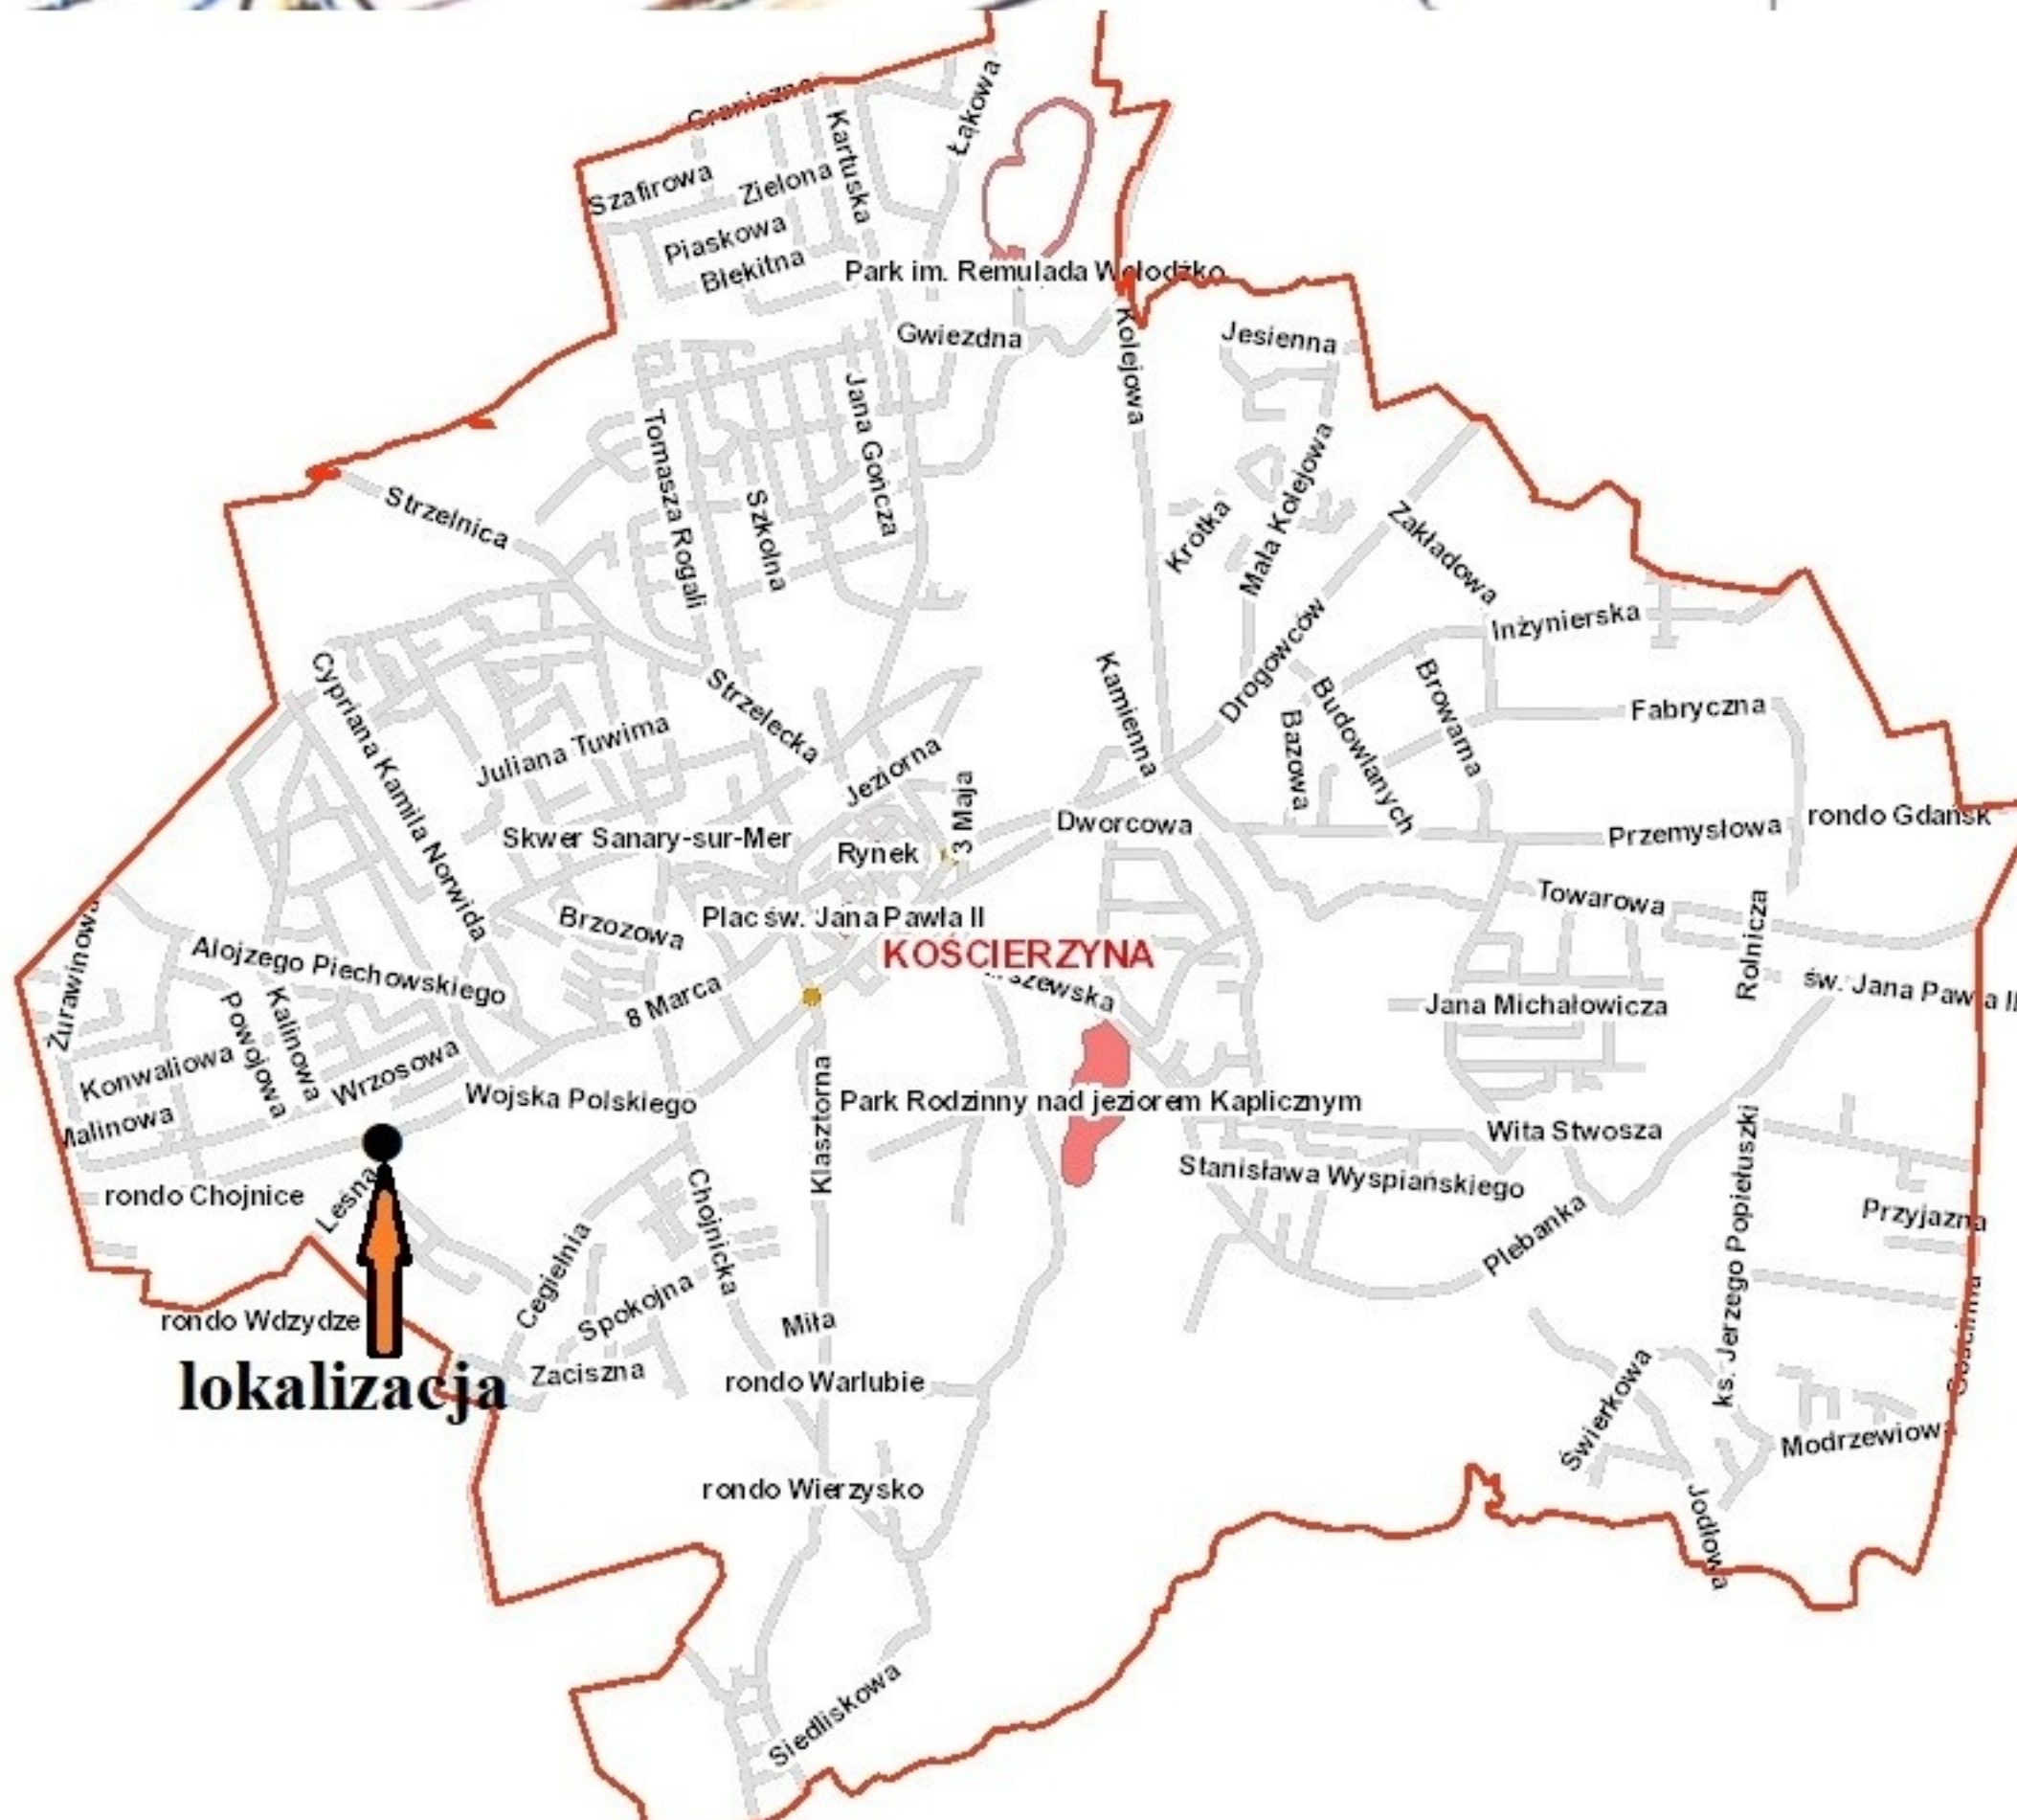 Graniczna
Łąkowa
Kartuska
Szafirowa
Zielona
Piaskowa
Błękitna
Park im. Remulada Wełodżko
Gwiezdna
Kolejowa
Jesienna
Jana Gończa
Tomasza Rogali
Szkolna
Strzelnica
Krótka
Mała Kolejowa
Zakładowa
Inżynierska
Drogowców
Kamienna
Budowlanych
Bazowa
Browarna
Fabryczna
Cypriana Kamila Norwida
Strzelecka
Juliana Tuwima
Jeziorna
3 Maja
Dworcowa
Skwer Sanary-sur-Mer
Rynek
Przemysłowa
rondo Gdańsk
Towarowa
Rolnicza
Brzozowa
Plac św. Jana Pawła II
KOŚCIERZYNA
szewska
Żurawinowa
Alojzego Piechowskiego
8 Marca
Jana Michałowicza
św. Jana Pawła II
Powojowa
Kalinowa
Konwaliowa
Wrzosowa
Malinowa
Wojska Polskiego
Klasztorna
Park Rodzinny nad jeziorem Kaplicznym
Wita Stwosza
Stanisława Wyspiańskiego
ks. Jerzego Popiełuszki
Przyjazna
rondo Chojnice
Leśna
Chojnicka
Cegielnia
Spokojna
Plebanka
rondo Wdzydze
Miła
lokalizacja
Zaciszna
rondo Warlubie
Gościnna
Świerkowa
Modrzewiowa
rondo Wierzysko
Jodłowa
Siedliskowa